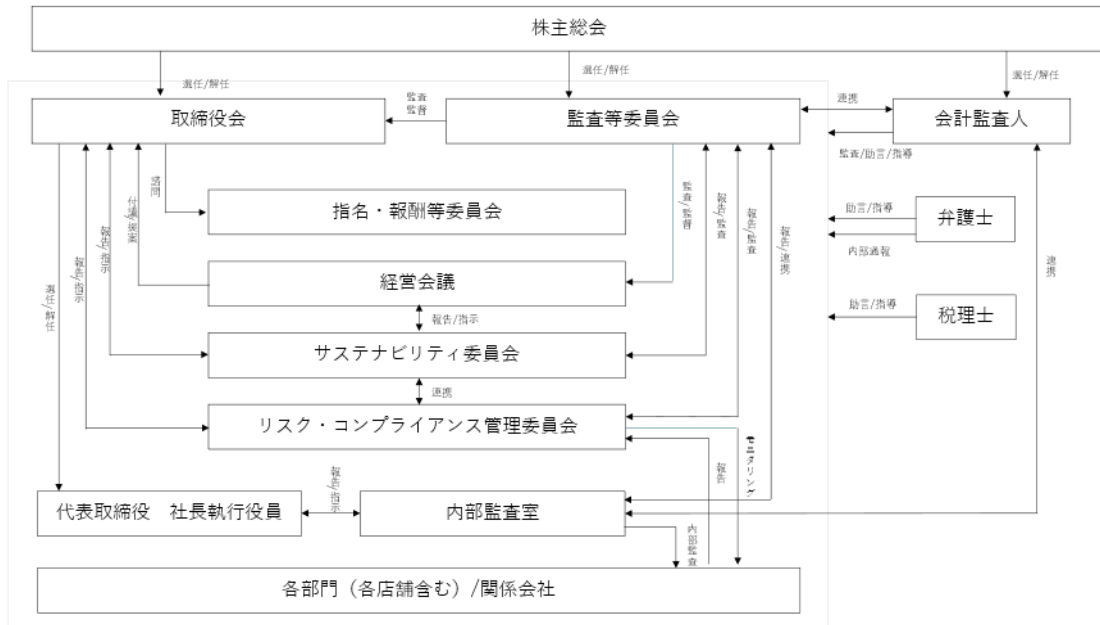 株主総会
選任/解任
選任/解任
選任/解任
取締役会
監査
監督
監査等委員会
連携
会計監査人
監査/助言/指導
諮問
付議/提案
報告/指示
報告/指示
選任/解任
指名・報酬等委員会
監査/監督
報告/監査
報告/監査
報告/連携
助言/指導
弁護士
内部通報
連携
経営会議
報告/指示
助言/指導
税理士
サステナビリティ委員会
連携
リスク・コンプライアンス管理委員会
モニタリング
報告
代表取締役　社長執行役員
報告/指示
内部監査室
内部監査
各部門（各店舗含む）/関係会社